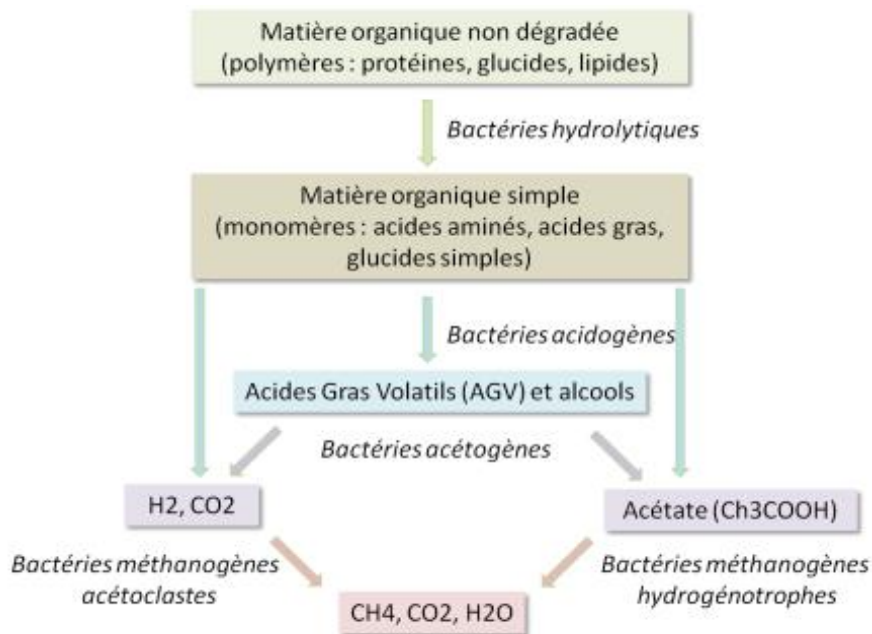 Matière organique non dégradée
(polymères : protéines, glucides, lipides)
Bactéries hydrolytiques
Matière organique simple
(monomères : acides aminés, acides gras,
glucides simples)
Bactéries acidogènes
Acides Gras Volatils (AGV) et alcools
Bactéries acétogènes
H2, CO2
Acétate (Ch3COOH)
Bactéries méthanogènes
acétoclastes
Bactéries méthanogènes
hydrogénotrophes
CH4, CO2, H2O